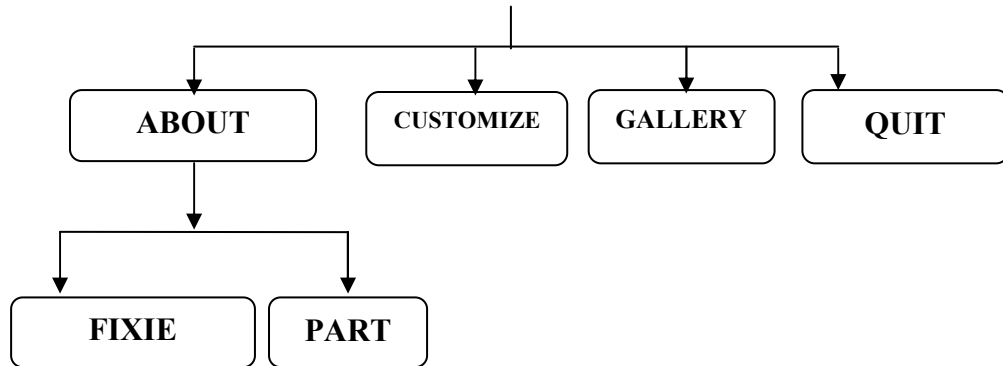 ABOUT
CUSTOMIZE
GALLERY
QUIT
FIXIE
PART